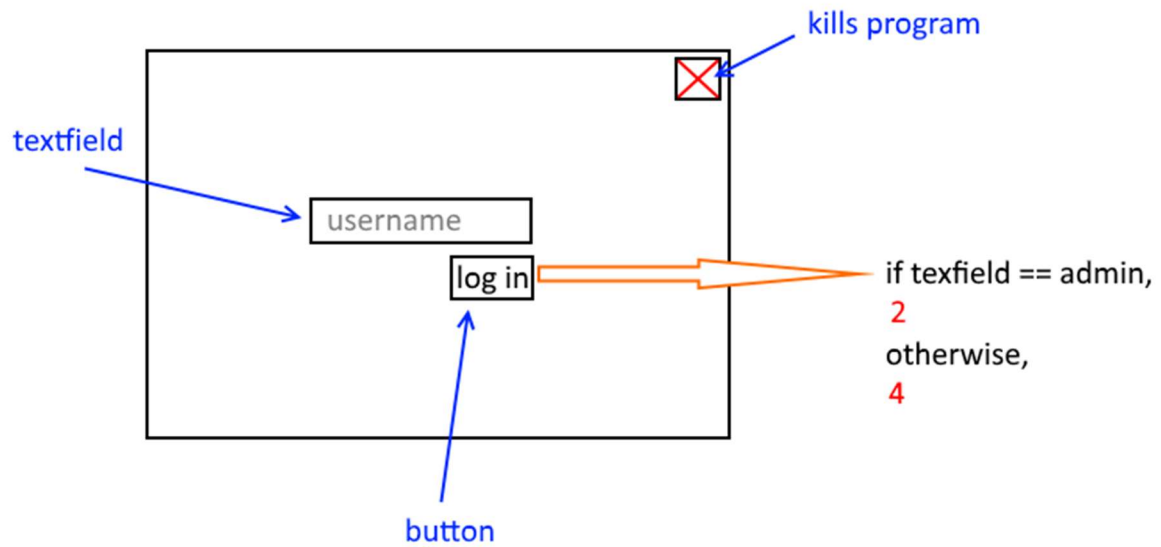 kills program
textfield
username
log in
if texfield == admin,
2
otherwise,
4
button